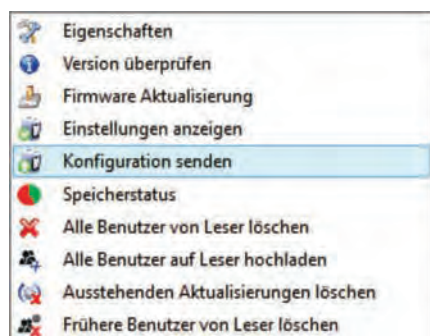 Eigenschaften
Version überprüfen
Firmware Aktualisierung
Einstellungen anzeigen
Konfiguration senden
Speicherstatus
Alle Benutzer von Leser löschen
Alle Benutzer auf Leser hochladen
Ausstehenden Aktualisierungen löschen
Frühere Benutzer von Leser löschen